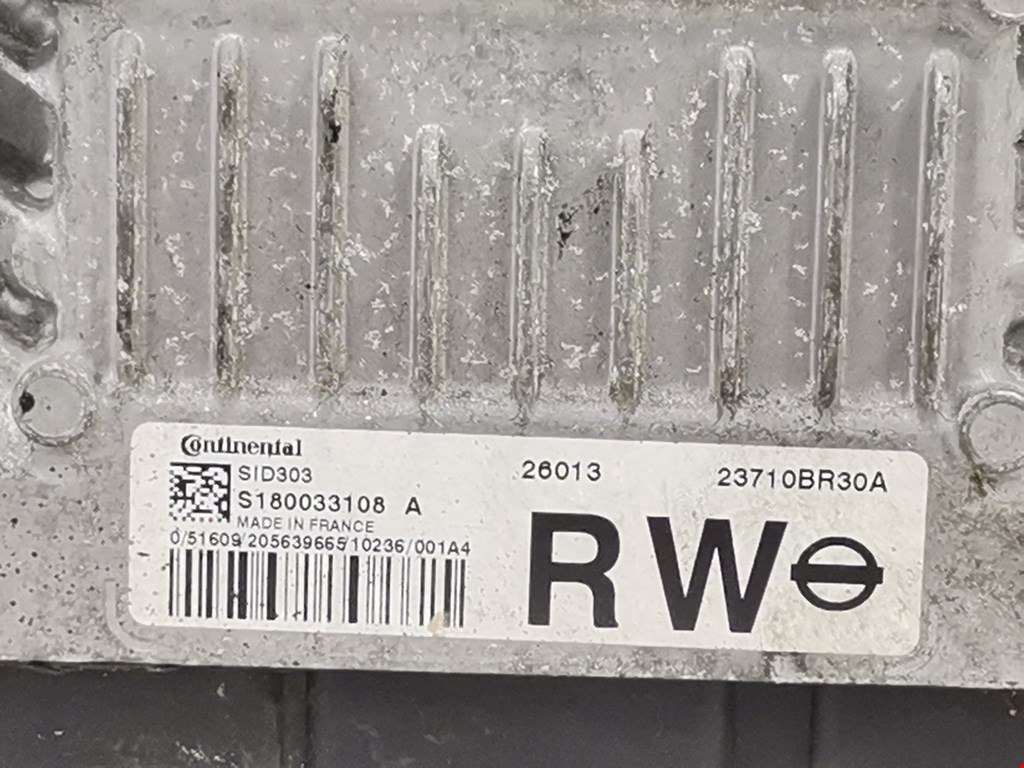 Continental
SID303
S180033108 A
MADE IN FRANCE
0/51609/205639665/10236/001A4
26013
23710BR30A
RW